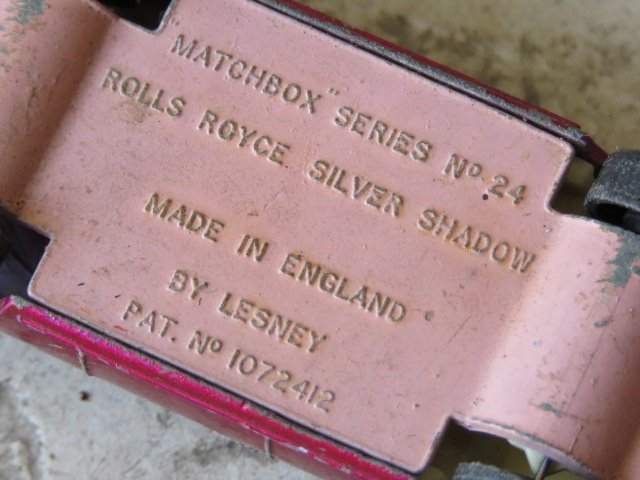 "MATCHBOX" SERIES Nº 24
ROLLS ROYCE SILVER SHADOW
MADE IN ENGLAND
BY LESNEY
PAT. Nº 1072412